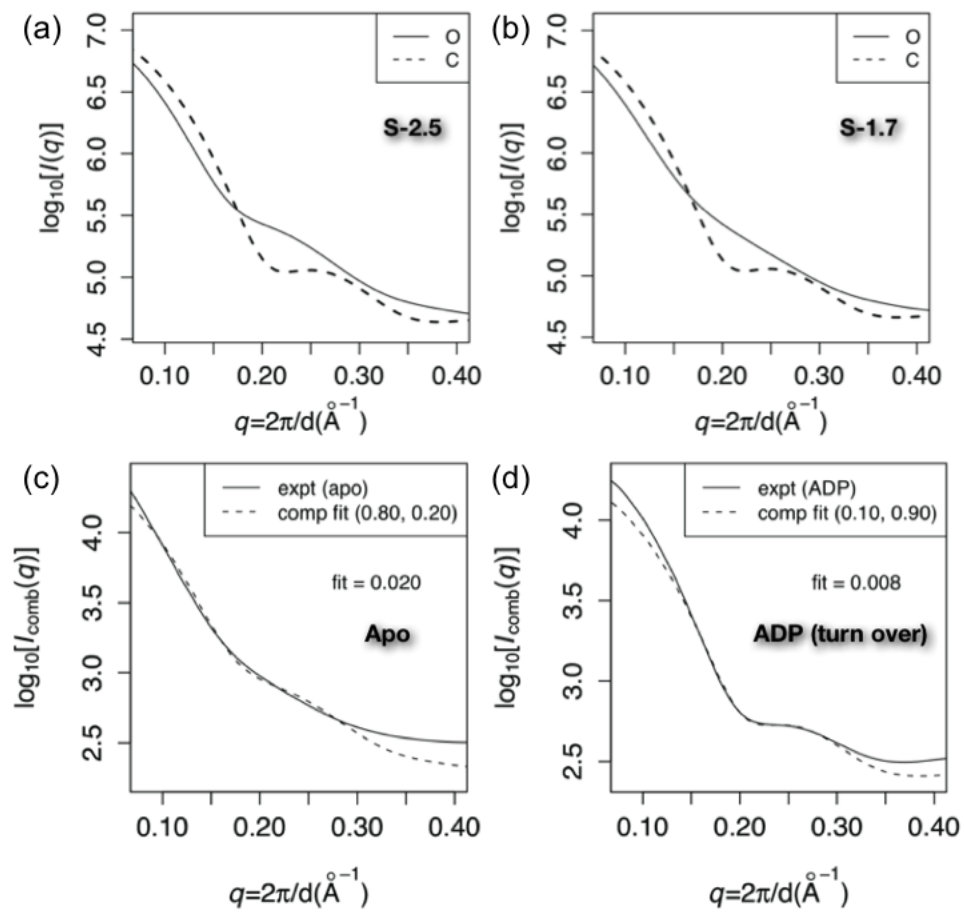 (a)
7.0
6.5
6.0
5.5
5.0
4.5
log10[I(q)]
O
C
S-2.5
0.10 0.20 0.30 0.40
q=2π/d(Å⁻¹)
(b)
7.0
6.5
6.0
5.5
5.0
4.5
log10[I(q)]
O
C
S-1.7
0.10 0.20 0.30 0.40
q=2π/d(Å⁻¹)
(c)
4.0
3.5
3.0
2.5
log10[Icomb(q)]
expt (apo)
comp fit (0.80, 0.20)
fit = 0.020
Apo
0.10 0.20 0.30 0.40
q=2π/d(Å⁻¹)
(d)
4.0
3.5
3.0
2.5
log10[Icomb(q)]
expt (ADP)
comp fit (0.10, 0.90)
fit = 0.008
ADP (turn over)
0.10 0.20 0.30 0.40
q=2π/d(Å⁻¹)